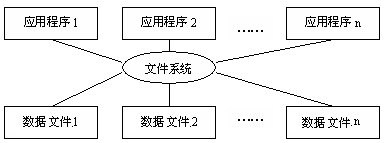 应用程序 1
应用程序 2
……
应用程序 n
文件系统
数据文件.1
数据文件.2
……
数据文件.n